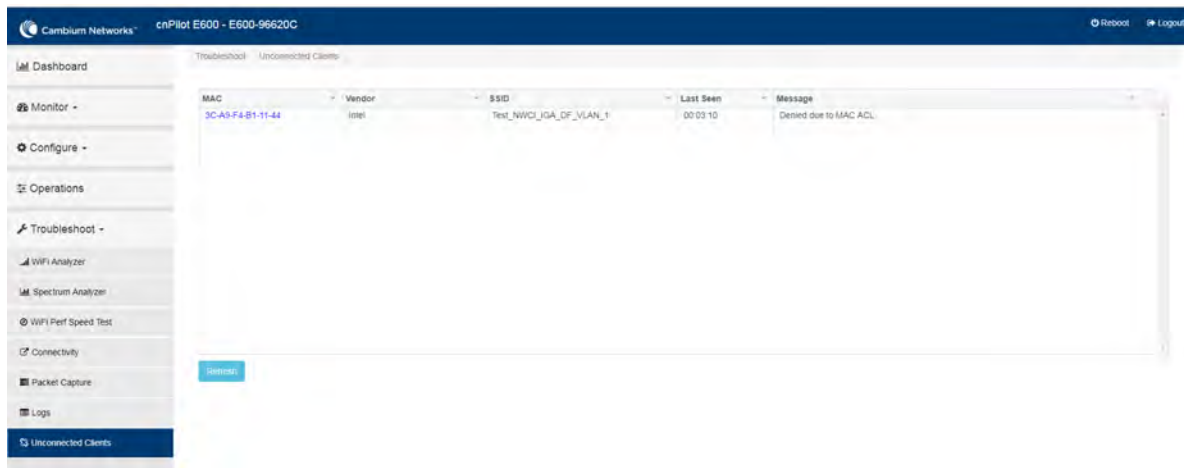 Cambium Networks™ cnPilot E600 - E600-96620C Reboot Logout
Dashboard
Troubleshoot Unconnected Clients
Monitor
MAC Vendor SSID Last Seen Message
3C-A9-F4-B1-11-44 Intel Test_NWCI_IGA_DF_VLAN_1 00:03:10 Denied due to MAC ACL
Configure
Operations
Troubleshoot
WiFi Analyzer
Spectrum Analyzer
WiFi Perf Speed Test
Connectivity
Refresh
Packet Capture
Logs
Unconnected Clients